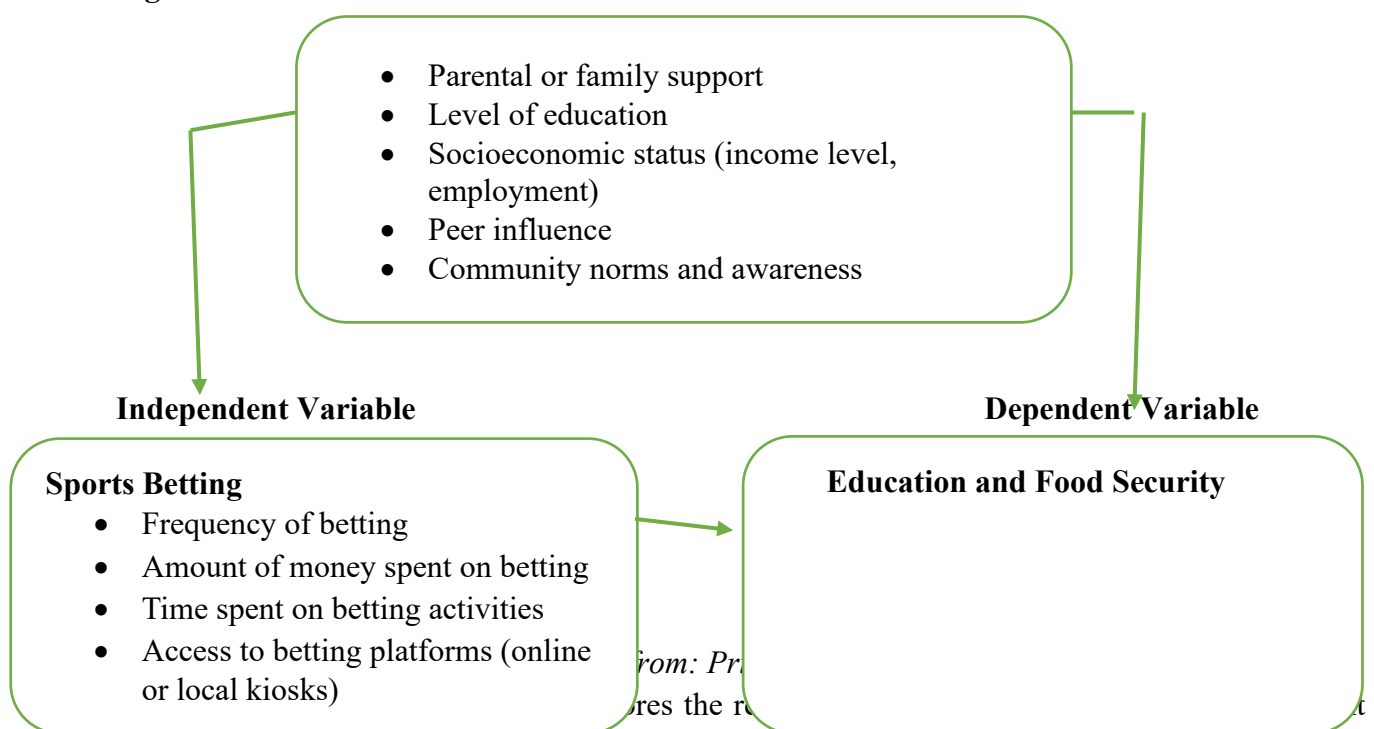 • Parental or family support
• Level of education
• Socioeconomic status (income level,
employment)
• Peer influence
• Community norms and awareness
Independent Variable
Dependent Variable
Sports Betting
• Frequency of betting
• Amount of money spent on betting
• Time spent on betting activities
• Access to betting platforms (online
or local kiosks)
Education and Food Security
from:
the